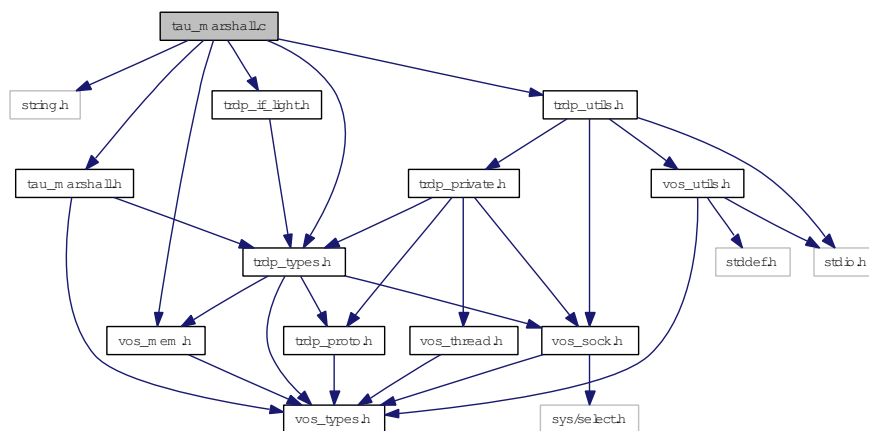 tau_marshall.c
string.h
trdp_if_light.h
trdp_utils.h
tau_marshall.h
trdp_private.h
vos_utils.h
trdp_types.h
stddef.h
stdio.h
vos_mem.h
trdp_proto.h
vos_thread.h
vos_sock.h
vos_types.h
sys/select.h